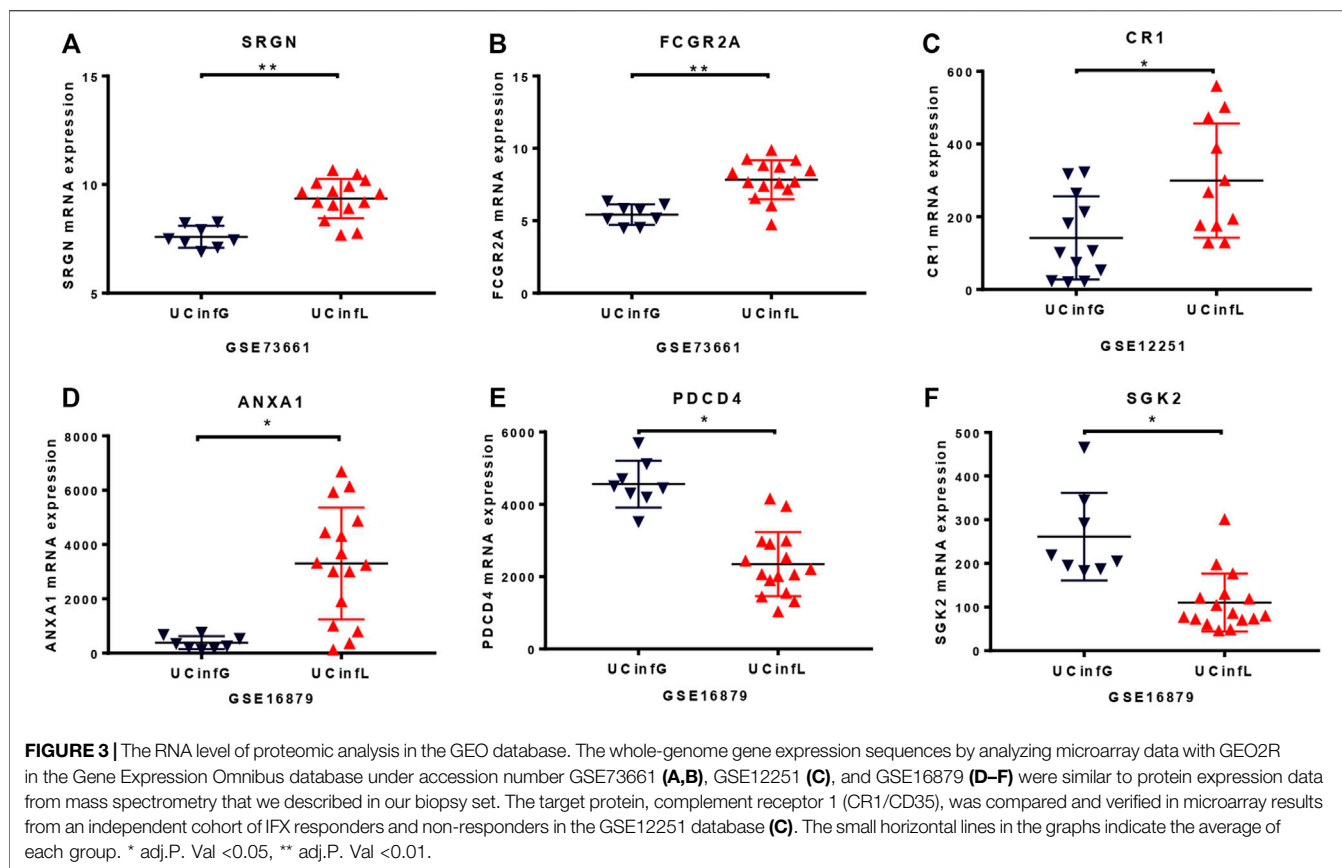 A
SRGN
**
SRGN mRNA expression
15
10
5
UCinfG
UCinfL
GSE73661
B
FCGR2A
**
FCGR2A mRNA expression
15
10
5
0
UCinfG
UCinfL
GSE73661
C
CR1
*
CR1 mRNA expression
600
400
200
0
UCinfG
UCinfL
GSE12251
D
ANXA1
*
ANXA1 mRNA expression
8000
6000
4000
2000
0
UCinfG
UCinfL
GSE16879
E
PDCD4
*
PDCD4 mRNA expression
6000
4000
2000
0
UCinfG
UCinfL
GSE16879
F
SGK2
*
SGK2 mRNA expression
500
400
300
200
100
0
UCinfG
UCinfL
GSE16879
FIGURE 3 | The RNA level of proteomic analysis in the GEO database. The whole-genome gene expression sequences by analyzing microarray data with GEO2R
in the Gene Expression Omnibus database under accession number GSE73661 (A,B), GSE12251 (C), and GSE16879 (D–F) were similar to protein expression data
from mass spectrometry that we described in our biopsy set. The target protein, complement receptor 1 (CR1/CD35), was compared and verified in microarray results
from an independent cohort of IFX responders and non-responders in the GSE12251 database (C). The small horizontal lines in the graphs indicate the average of
each group. * adj.P. Val <0.05, ** adj.P. Val <0.01.